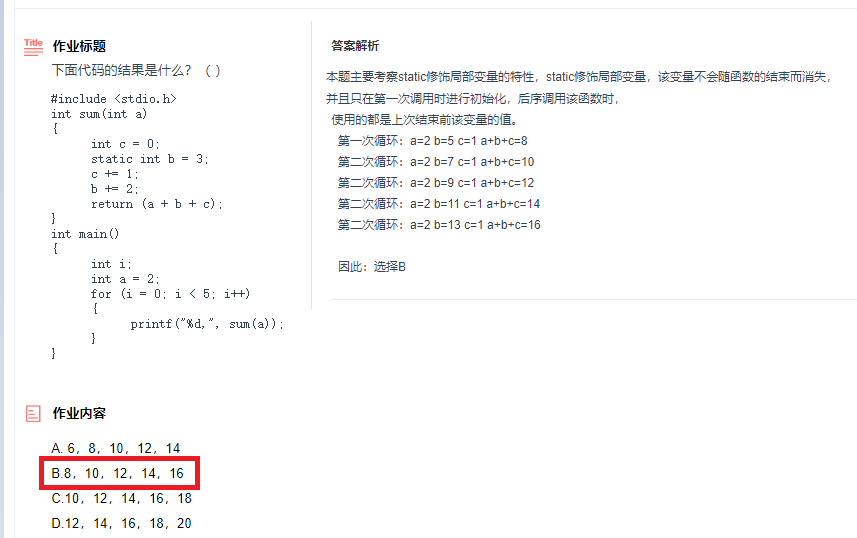 Title
作业标题
下面代码的结果是什么？（ ）
#include <stdio.h>
int sum(int a)
{
int c = 0;
static int b = 3;
c += 1;
b += 2;
return (a + b + c);
}
int main()
{
int i;
int a = 2;
for (i = 0; i < 5; i++)
{
printf("%d,", sum(a));
}
}
作业内容
A. 6，8，10，12，14
B.8，10，12，14，16
C.10，12，14，16，18
D.12，14，16，18，20
答案解析
本题主要考察static修饰局部变量的特性，static修饰局部变量，该变量不会随函数的结束而消失，
并且只在第一次调用时进行初始化，后序调用该函数时，
使用的都是上次结束前该变量的值。
第一次循环：a=2 b=5 c=1 a+b+c=8
第二次循环：a=2 b=7 c=1 a+b+c=10
第二次循环：a=2 b=9 c=1 a+b+c=12
第二次循环：a=2 b=11 c=1 a+b+c=14
第二次循环：a=2 b=13 c=1 a+b+c=16
因此：选择B